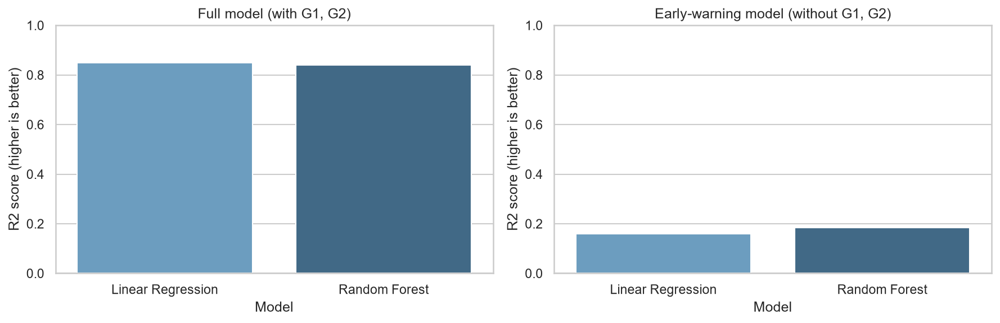 Full model (with G1, G2)
R2 score (higher is better)
1.0
0.8
0.6
0.4
0.2
0.0
Linear Regression
Random Forest
Model
Early-warning model (without G1, G2)
R2 score (higher is better)
1.0
0.8
0.6
0.4
0.2
0.0
Linear Regression
Random Forest
Model